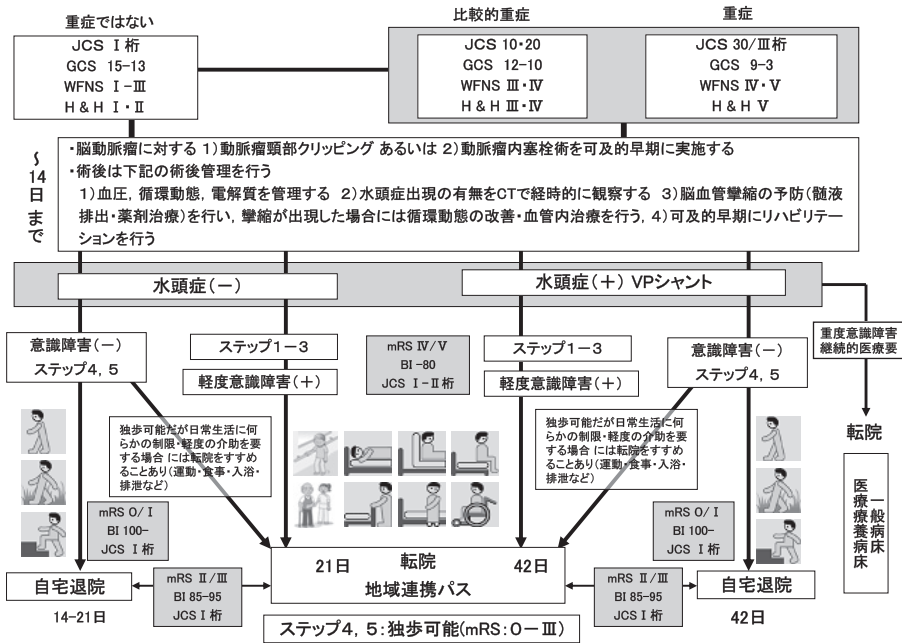 重症ではない
比較的重症
重症
JCS Ⅰ桁
GCS 15-13
WFNS Ⅰ-Ⅲ
H & H Ⅰ・Ⅱ
JCS 10・20
GCS 12-10
WFNS Ⅲ・Ⅳ
H & H Ⅲ・Ⅳ
JCS 30/Ⅲ桁
GCS 9-3
WFNS Ⅳ・Ⅴ
H & H Ⅴ
～14日まで
・脳動脈瘤に対する 1）動脈瘤頸部クリッピング あるいは 2）動脈瘤内塞栓術を可及的早期に実施する
・術後は下記の術後管理を行う
1）血圧，循環動態，電解質を管理する 2）水頭症出現の有無をCTで経時的に観察する 3）脳血管攣縮の予防（髄液
排出・薬剤治療）を行い，攣縮が出現した場合には循環動態の改善・血管内治療を行う，4）可及的早期にリハビリテー
ションを行う
水頭症（－）
水頭症（＋） VPシャント
意識障害（－）
ステップ4，5
ステップ1－3
軽度意識障害（＋）
mRS Ⅳ/Ⅴ
BI -80
JCS Ⅰ-Ⅱ桁
ステップ1－3
軽度意識障害（＋）
意識障害（－）
ステップ4，5
重度意識障害
継続的医療要
独歩可能だが日常生活に何
らかの制限・軽度の介助を要
する場合 には転院をすすめ
ることあり（運動・食事・入浴・
排泄など）
独歩可能だが日常生活に何
らかの制限・軽度の介助を要
する場合 には転院をすすめ
ることあり（運動・食事・入浴・
排泄など）
転院
一般病床
医療療養病床
mRS 0/Ⅰ
BI 100-
JCS Ⅰ桁
mRS 0/Ⅰ
BI 100-
JCS Ⅰ桁
21日 転院 42日
地域連携パス
自宅退院
14-21日
mRS Ⅱ/Ⅲ
BI 85-95
JCS Ⅰ桁
mRS Ⅱ/Ⅲ
BI 85-95
JCS Ⅰ桁
自宅退院
42日
ステップ4，5：独歩可能(mRS：0－Ⅲ)